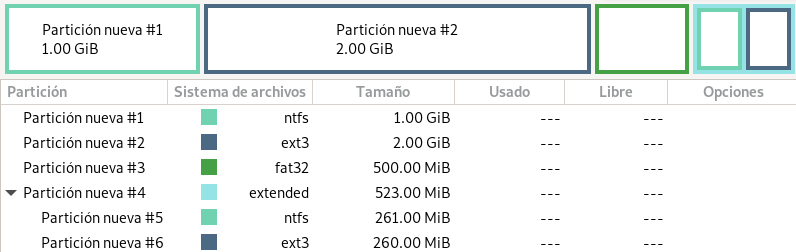 Partición nueva #1
1.00 GiB
Partición nueva #2
2.00 GiB
Partición Sistema de archivos Tamaño Usado Libre Opciones
Partición nueva #1 ntfs 1.00 GiB --- ---
Partición nueva #2 ext3 2.00 GiB --- ---
Partición nueva #3 fat32 500.00 MiB --- ---
Partición nueva #4 extended 523.00 MiB --- ---
Partición nueva #5 ntfs 261.00 MiB --- ---
Partición nueva #6 ext3 260.00 MiB --- ---